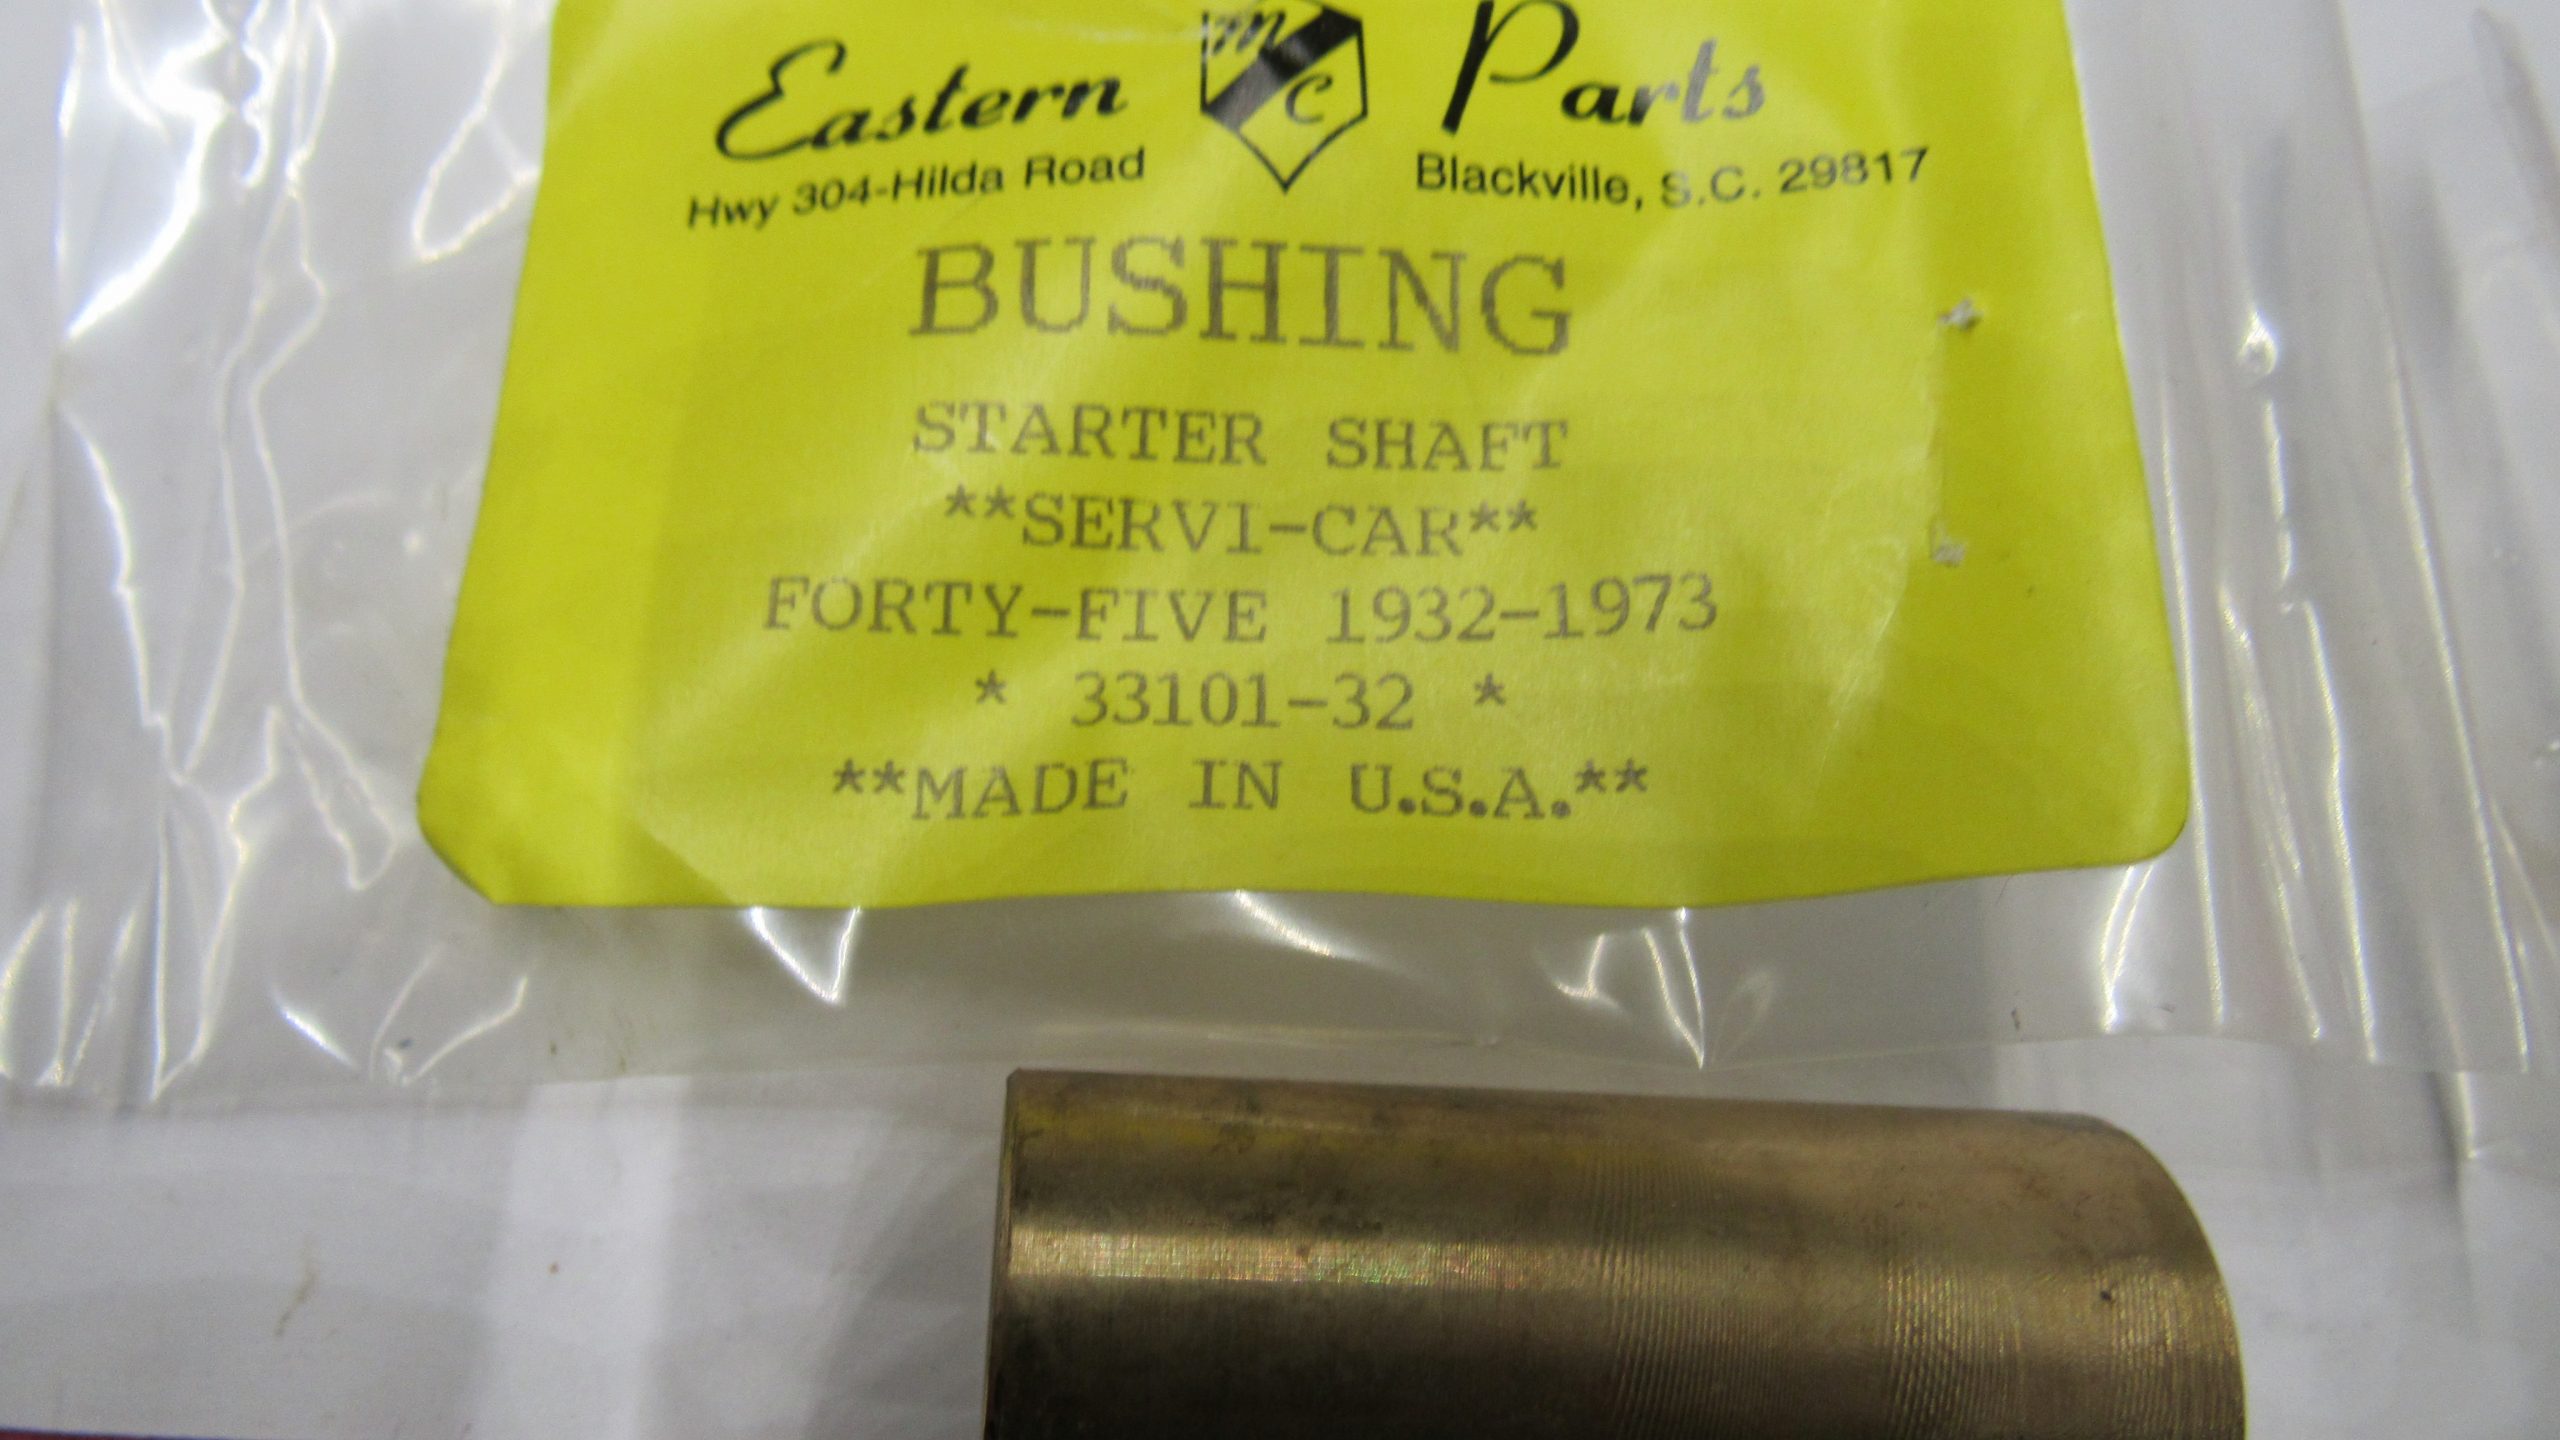 Eastern mc Parts
Hwy 304-Hilda Road Blackville, S.C. 29817
BUSHING
STARTER SHAFT
**SERVI-CAR**
FORTY-FIVE 1932-1973
* 33101-32 *
**MADE IN U.S.A.**